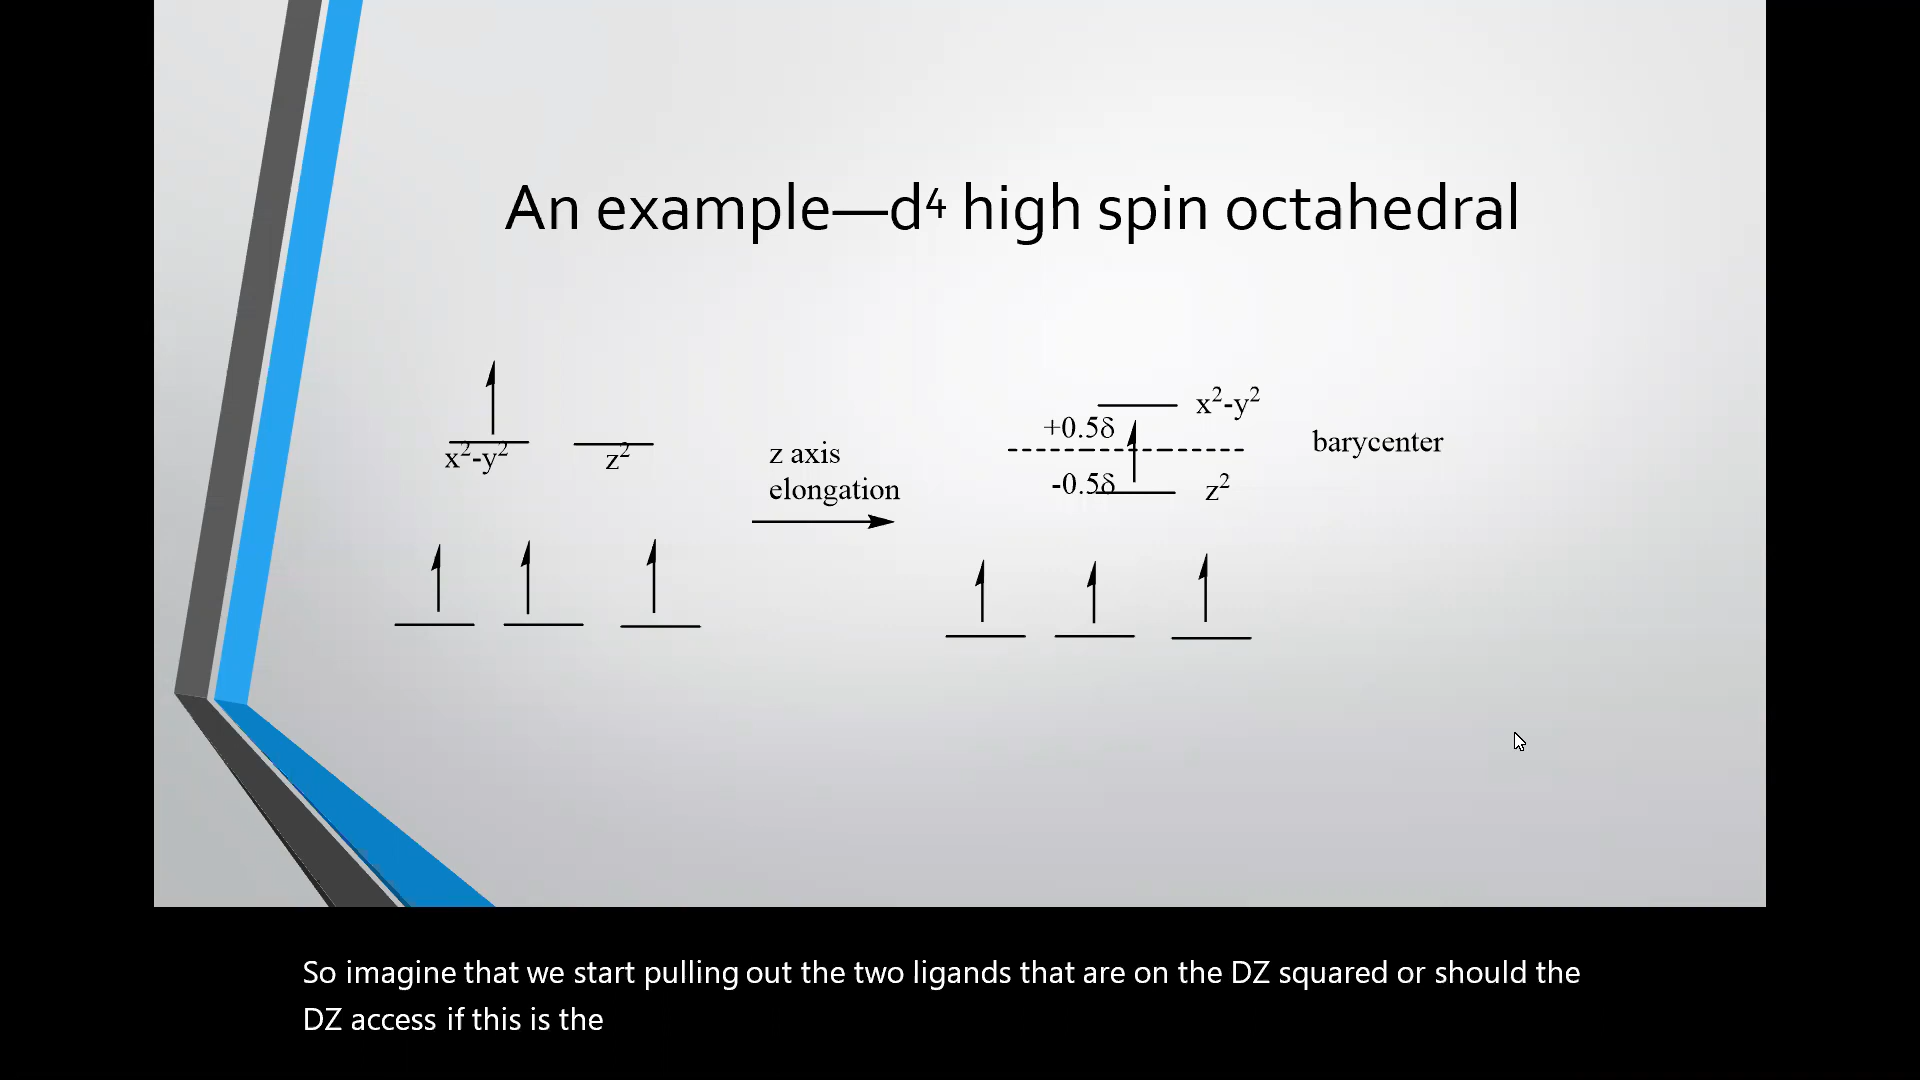 An example—d⁴ high spin octahedral
x²-y²
z²
z axis
elongation
x²-y²
+0.5δ
barycenter
-0.5δ
z²
So imagine that we start pulling out the two ligands that are on the DZ squared or should the
DZ access if this is the